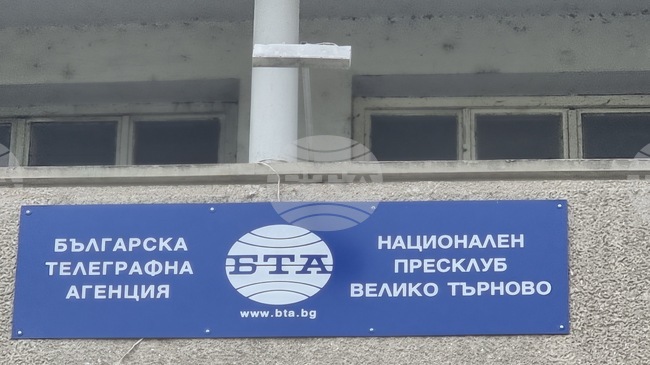 БЪЛГАРСКА
ТЕЛЕГРАФНА
АГЕНЦИЯ
БТА
www.bta.bg
НАЦИОНАЛЕН
ПРЕСКЛУБ
ВЕЛИКО ТЪРНОВО